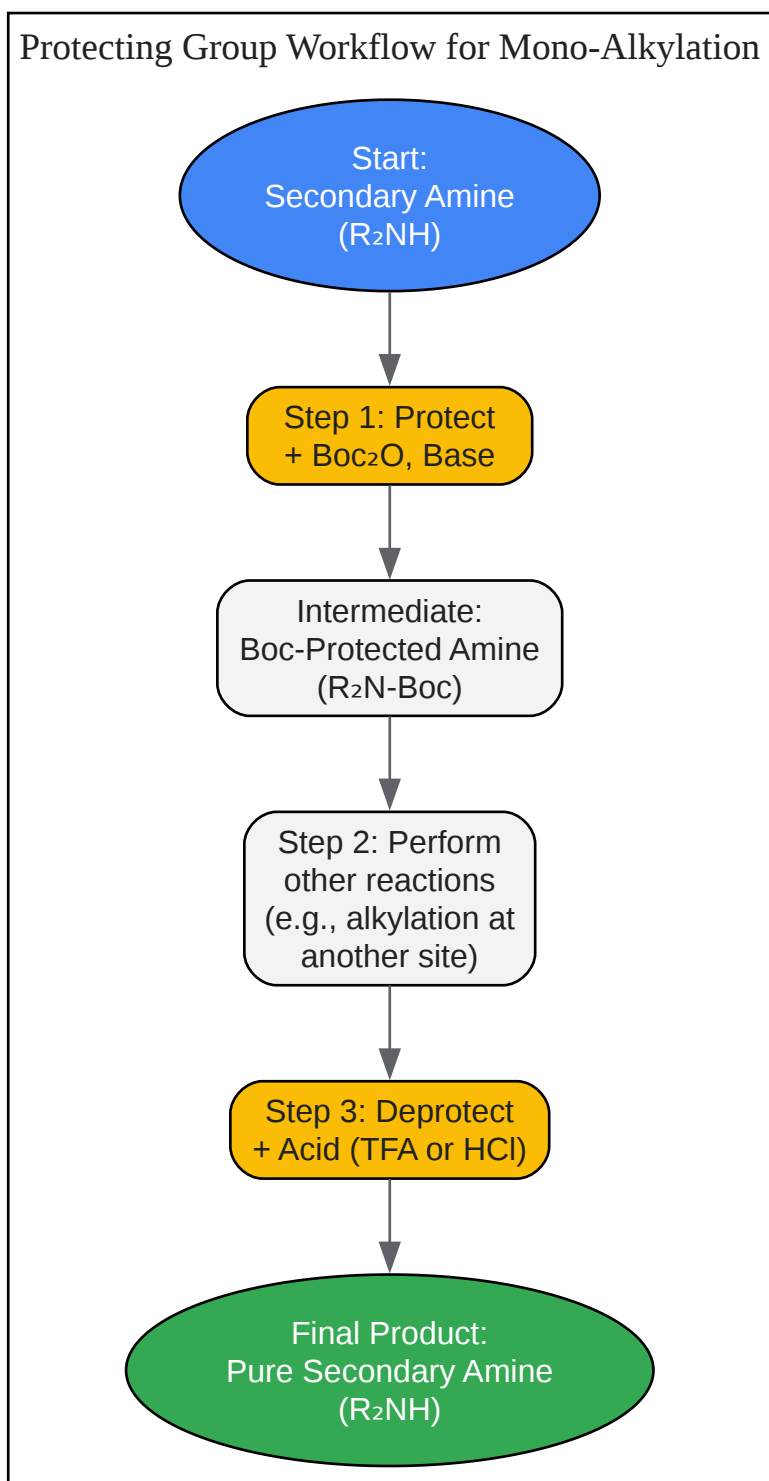 Protecting Group Workflow for Mono-Alkylation
Start:
Secondary Amine
(R₂NH)
Step 1: Protect
+ Boc₂O, Base
Intermediate:
Boc-Protected Amine
(R₂N-Boc)
Step 2: Perform
other reactions
(e.g., alkylation at
another site)
Step 3: Deprotect
+ Acid (TFA or HCl)
Final Product:
Pure Secondary Amine
(R₂NH)